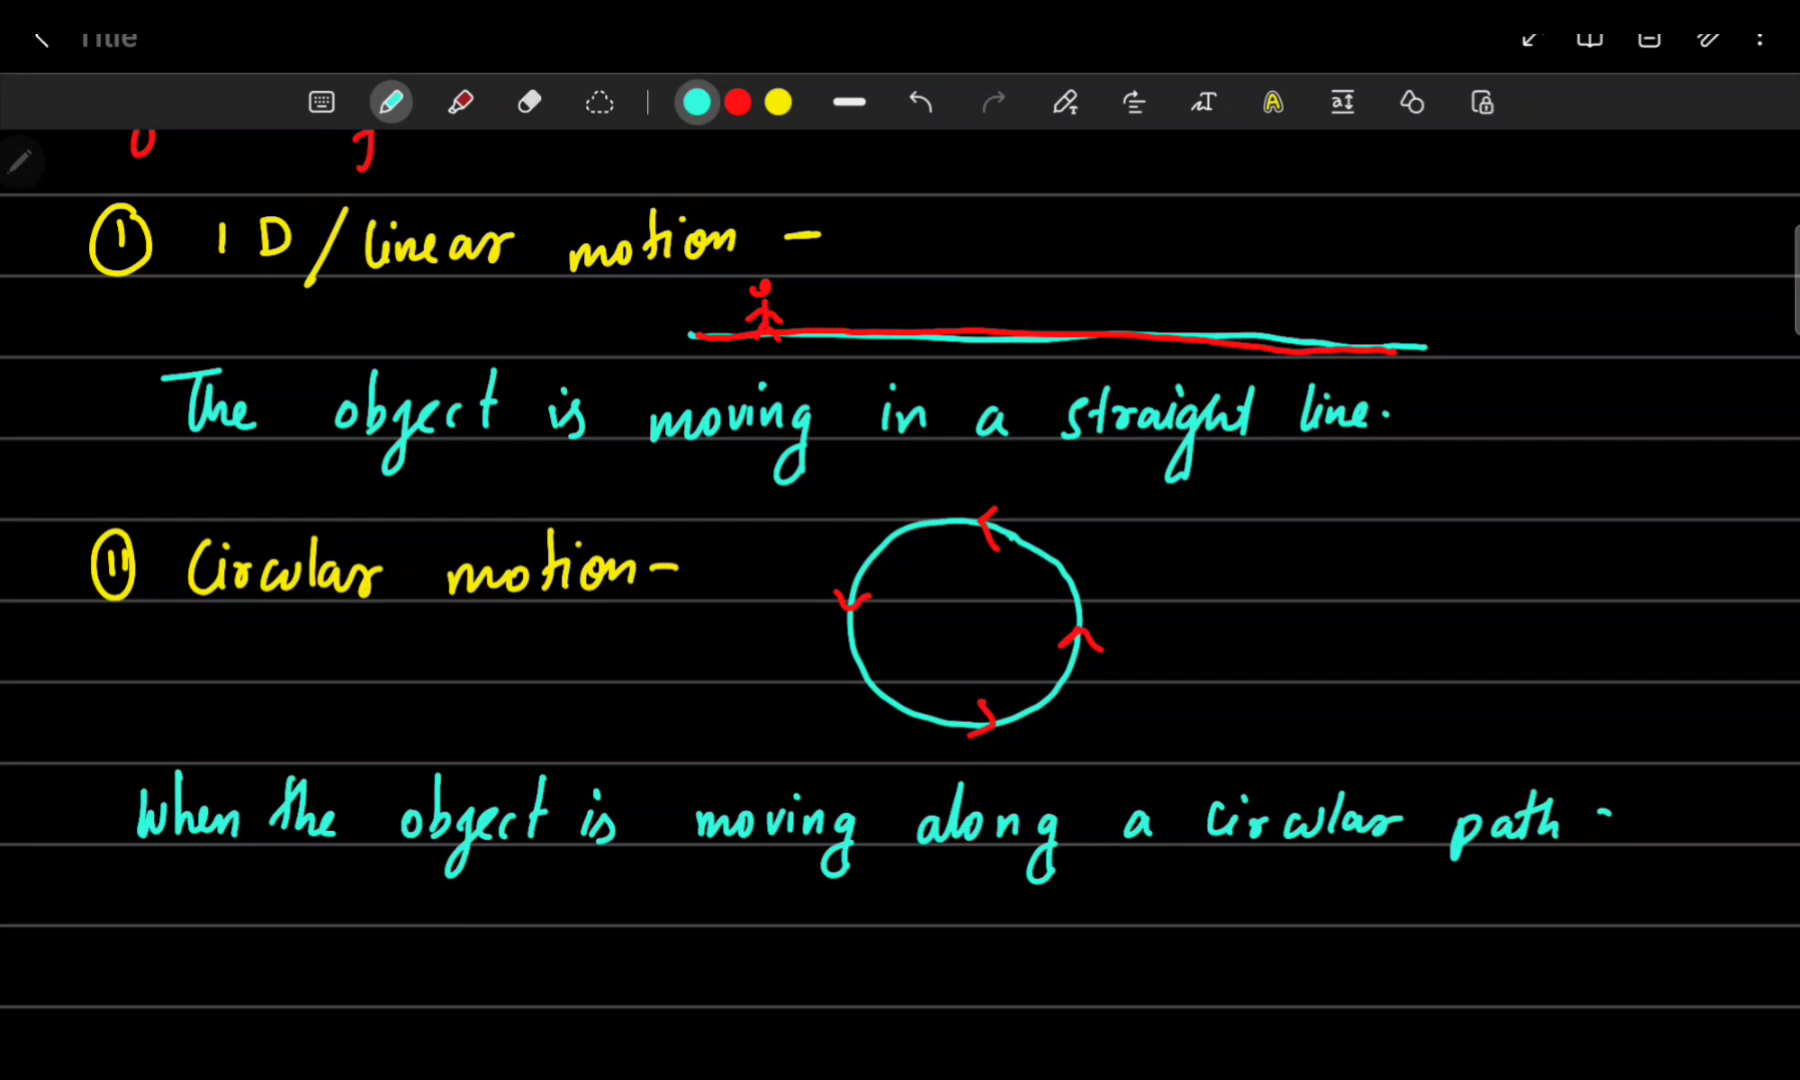 Title
① 1 D/linear motion -
The object is moving in a straight line.
⑪ Circular motion-
When the object is moving along a circular path.